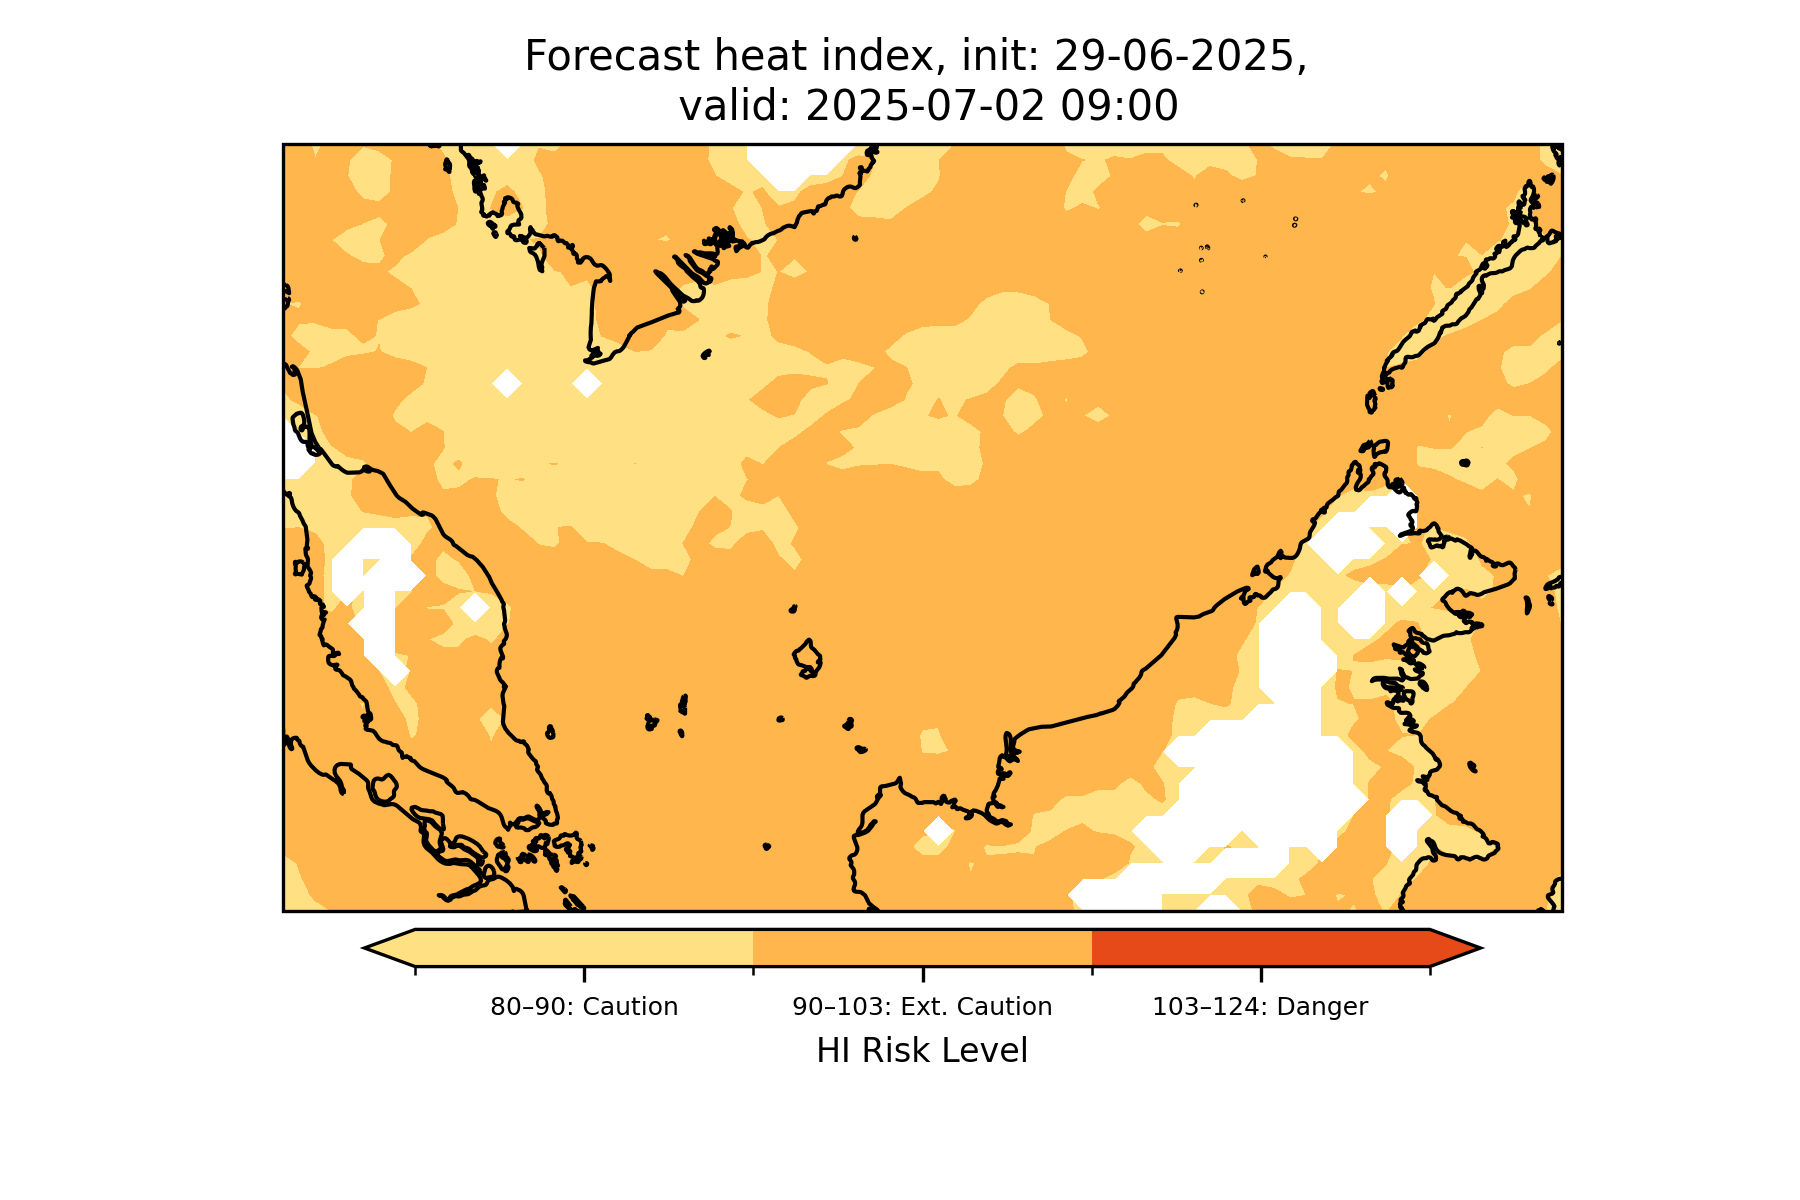 Forecast heat index, init: 29-06-2025,
valid: 2025-07-02 09:00
80–90: Caution
90–103: Ext. Caution
103–124: Danger
HI Risk Level